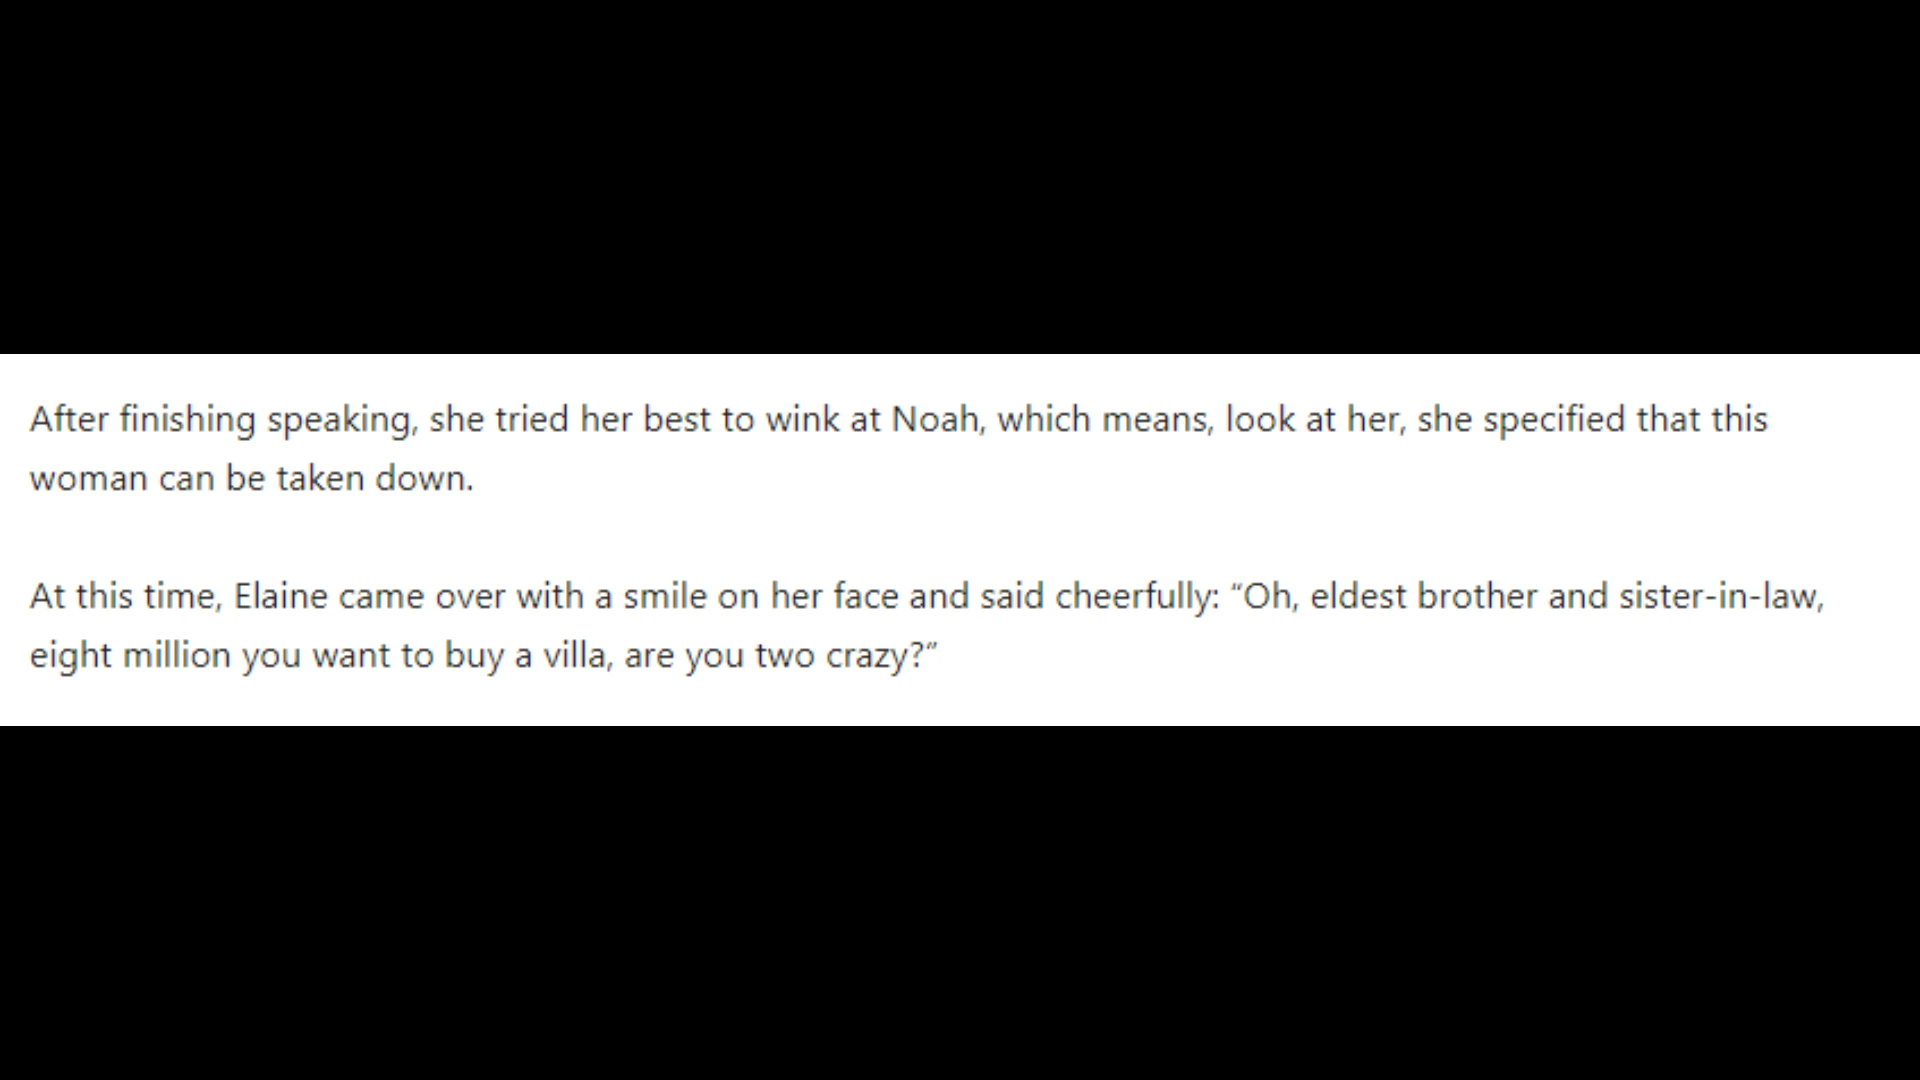 After finishing speaking, she tried her best to wink at Noah, which means, look at her, she specified that this
woman can be taken down.
At this time, Elaine came over with a smile on her face and said cheerfully: “Oh, eldest brother and sister-in-law,
eight million you want to buy a villa, are you two crazy?”